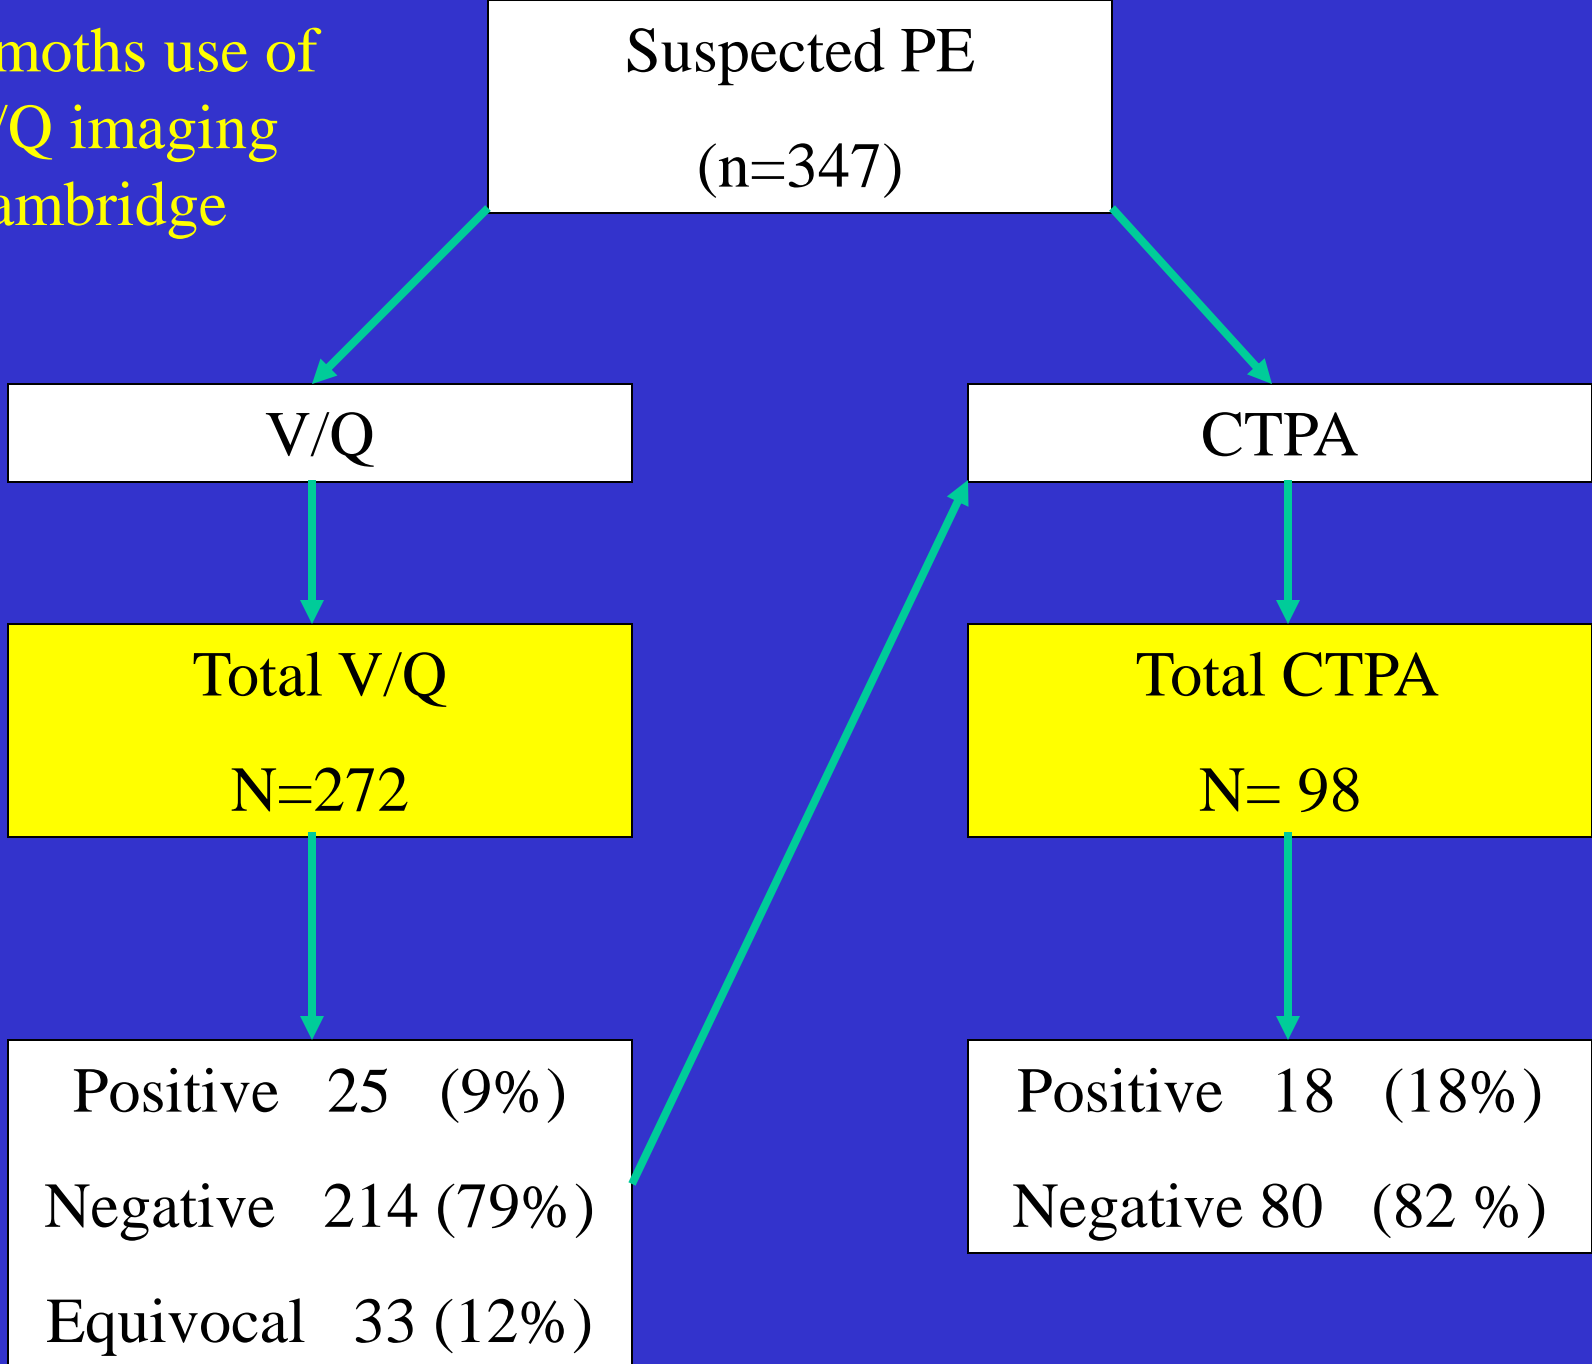 moths use of
/Q imaging
ambridge
Suspected PE
(n=347)
V/Q
CTPA
Total V/Q
N=272
Total CTPA
N= 98
Positive 25 (9%)
Negative 214 (79%)
Equivocal 33 (12%)
Positive 18 (18%)
Negative 80 (82 %)